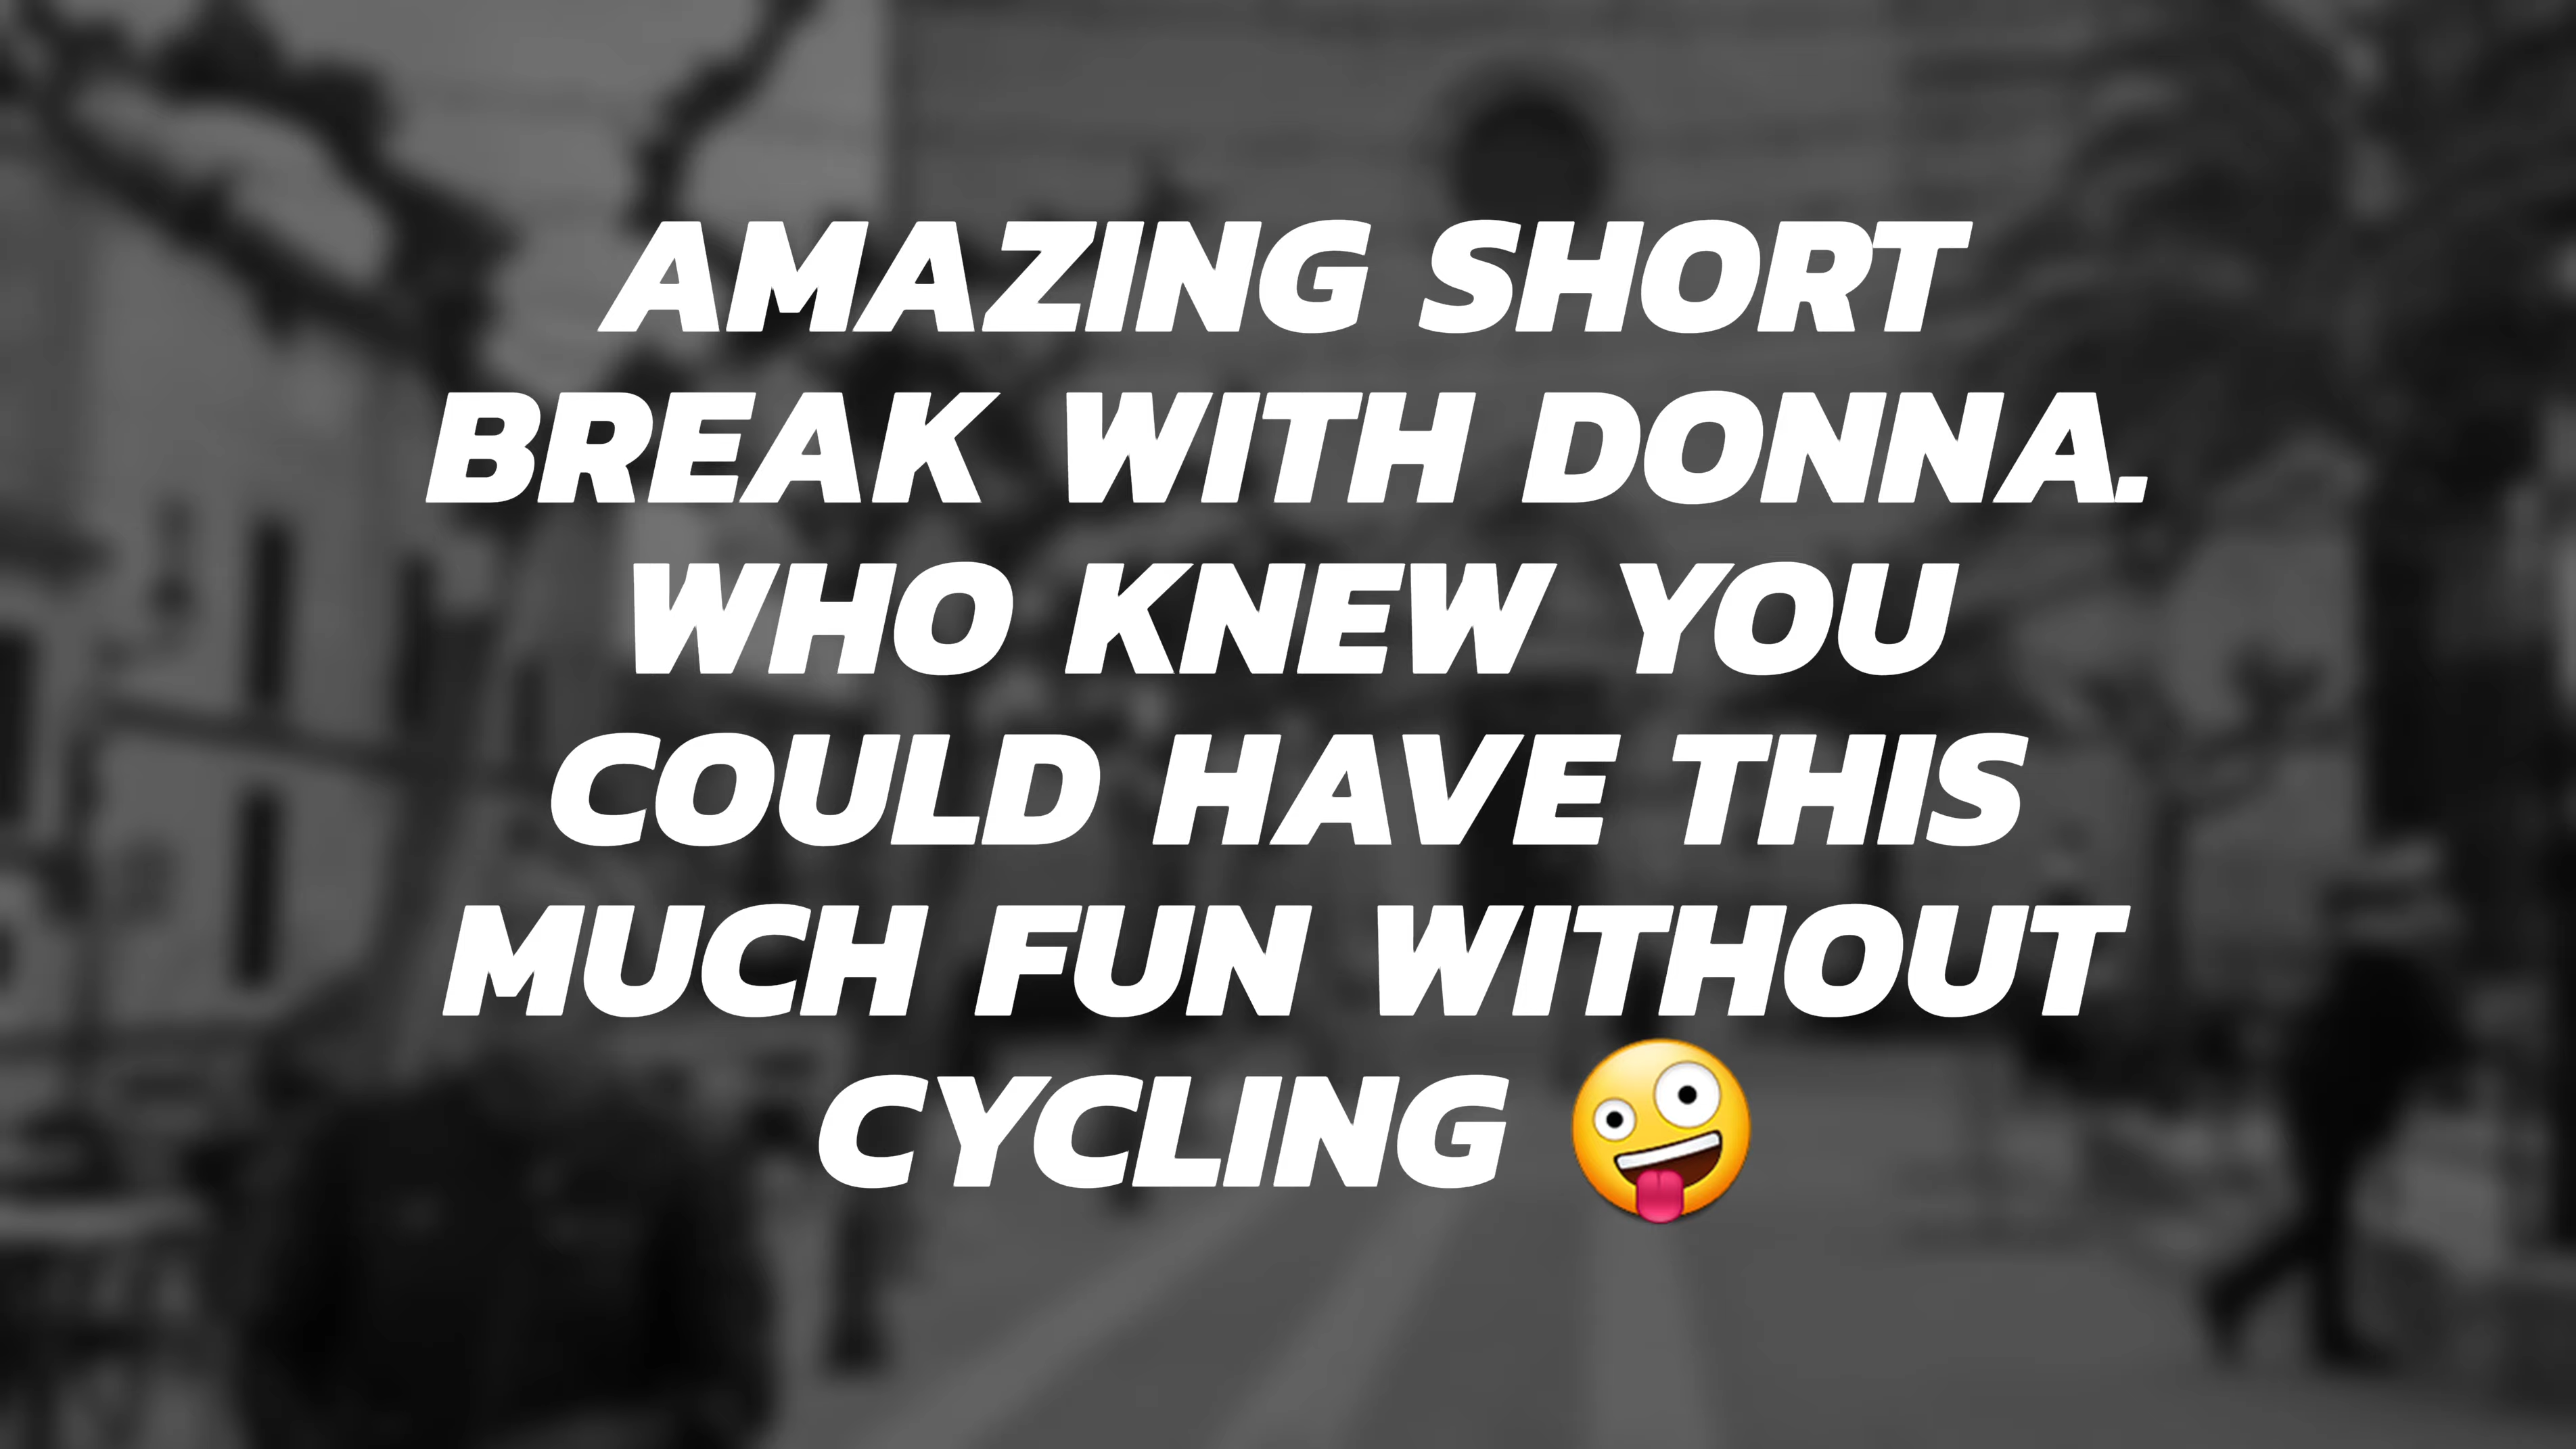 AMAZING SHORT
BREAK WITH DONNA.
WHO KNEW YOU
COULD HAVE THIS
MUCH FUN WITHOUT
CYCLING 🤪